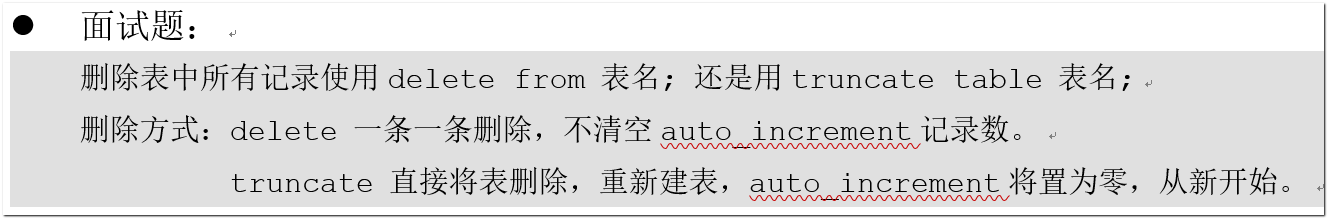 ● 面试题：
删除表中所有记录使用 delete from 表名; 还是用 truncate table 表名;
删除方式：delete 一条一条删除，不清空 auto_increment 记录数。
truncate 直接将表删除，重新建表，auto_increment 将置为零，从新开始。